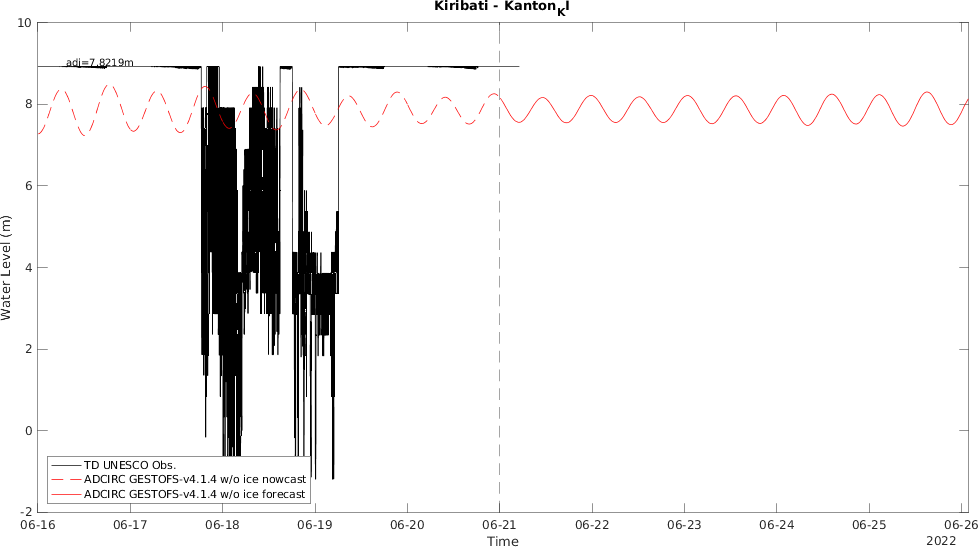 Kiribati - Kanton_KI
10
8
6
4
2
0
-2
Water Level (m)
adj=7.8219m
TD UNESCO Obs.
ADCIRC GESTOFS-v4.1.4 w/o ice nowcast
ADCIRC GESTOFS-v4.1.4 w/o ice forecast
06-16 06-17 06-18 06-19 06-20 06-21 06-22 06-23 06-24 06-25 06-26
Time
2022